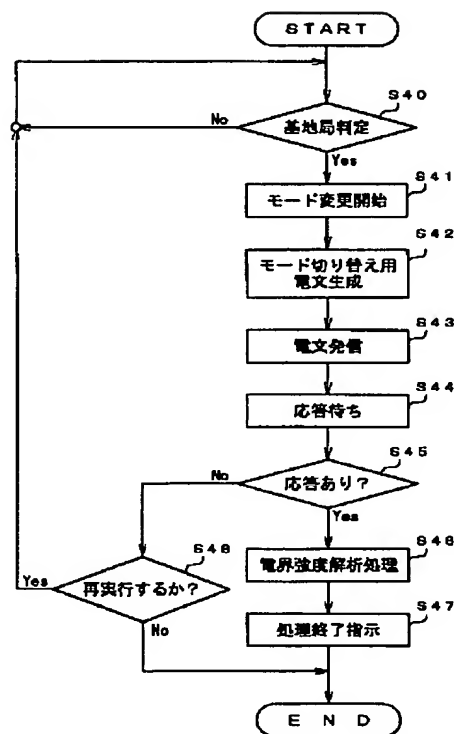 START
S40
No
基地局判定
Yes
S41
モード変更開始
S42
モード切り替え用
電文生成
S43
電文発信
S44
応答待ち
S45
No
応答あり?
Yes
S48
S46
Yes
再実行するか?
電界強度解析処理
No
S47
処理終了指示
END